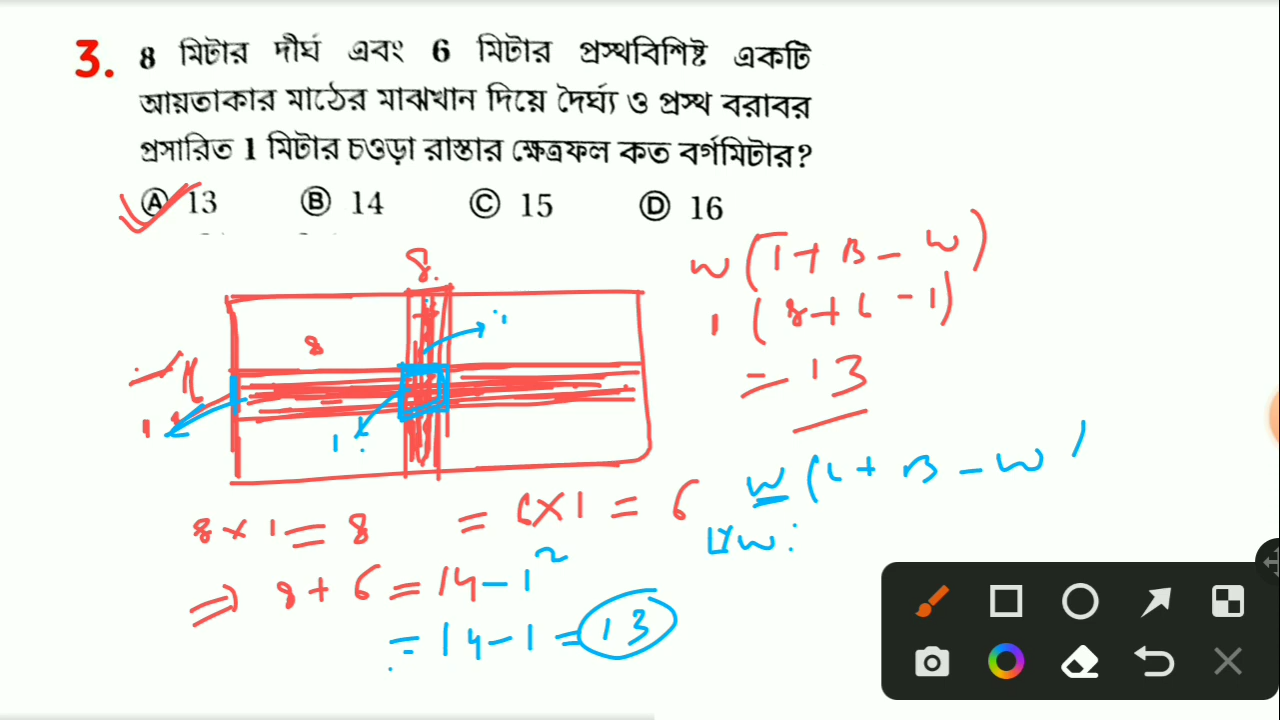 3. 8 মিটার দীর্ঘ এবং 6 মিটার প্রস্থবিশিষ্ট একটি
আয়তাকার মাঠের মাঝখান দিয়ে দৈর্ঘ্য ও প্রস্থ বরাবর
প্রসারিত 1 মিটার চওড়া রাস্তার ক্ষেত্রফল কত বর্গমিটার?
Ⓐ 13 Ⓑ 14 Ⓒ 15 Ⓓ 16
8.
w(L+B-w)
1(8+6-1)
8
=13
1
w(L+B-w)
8×1=8 =6×1=6
⇒ 8+6=14-1²
=14-1=13